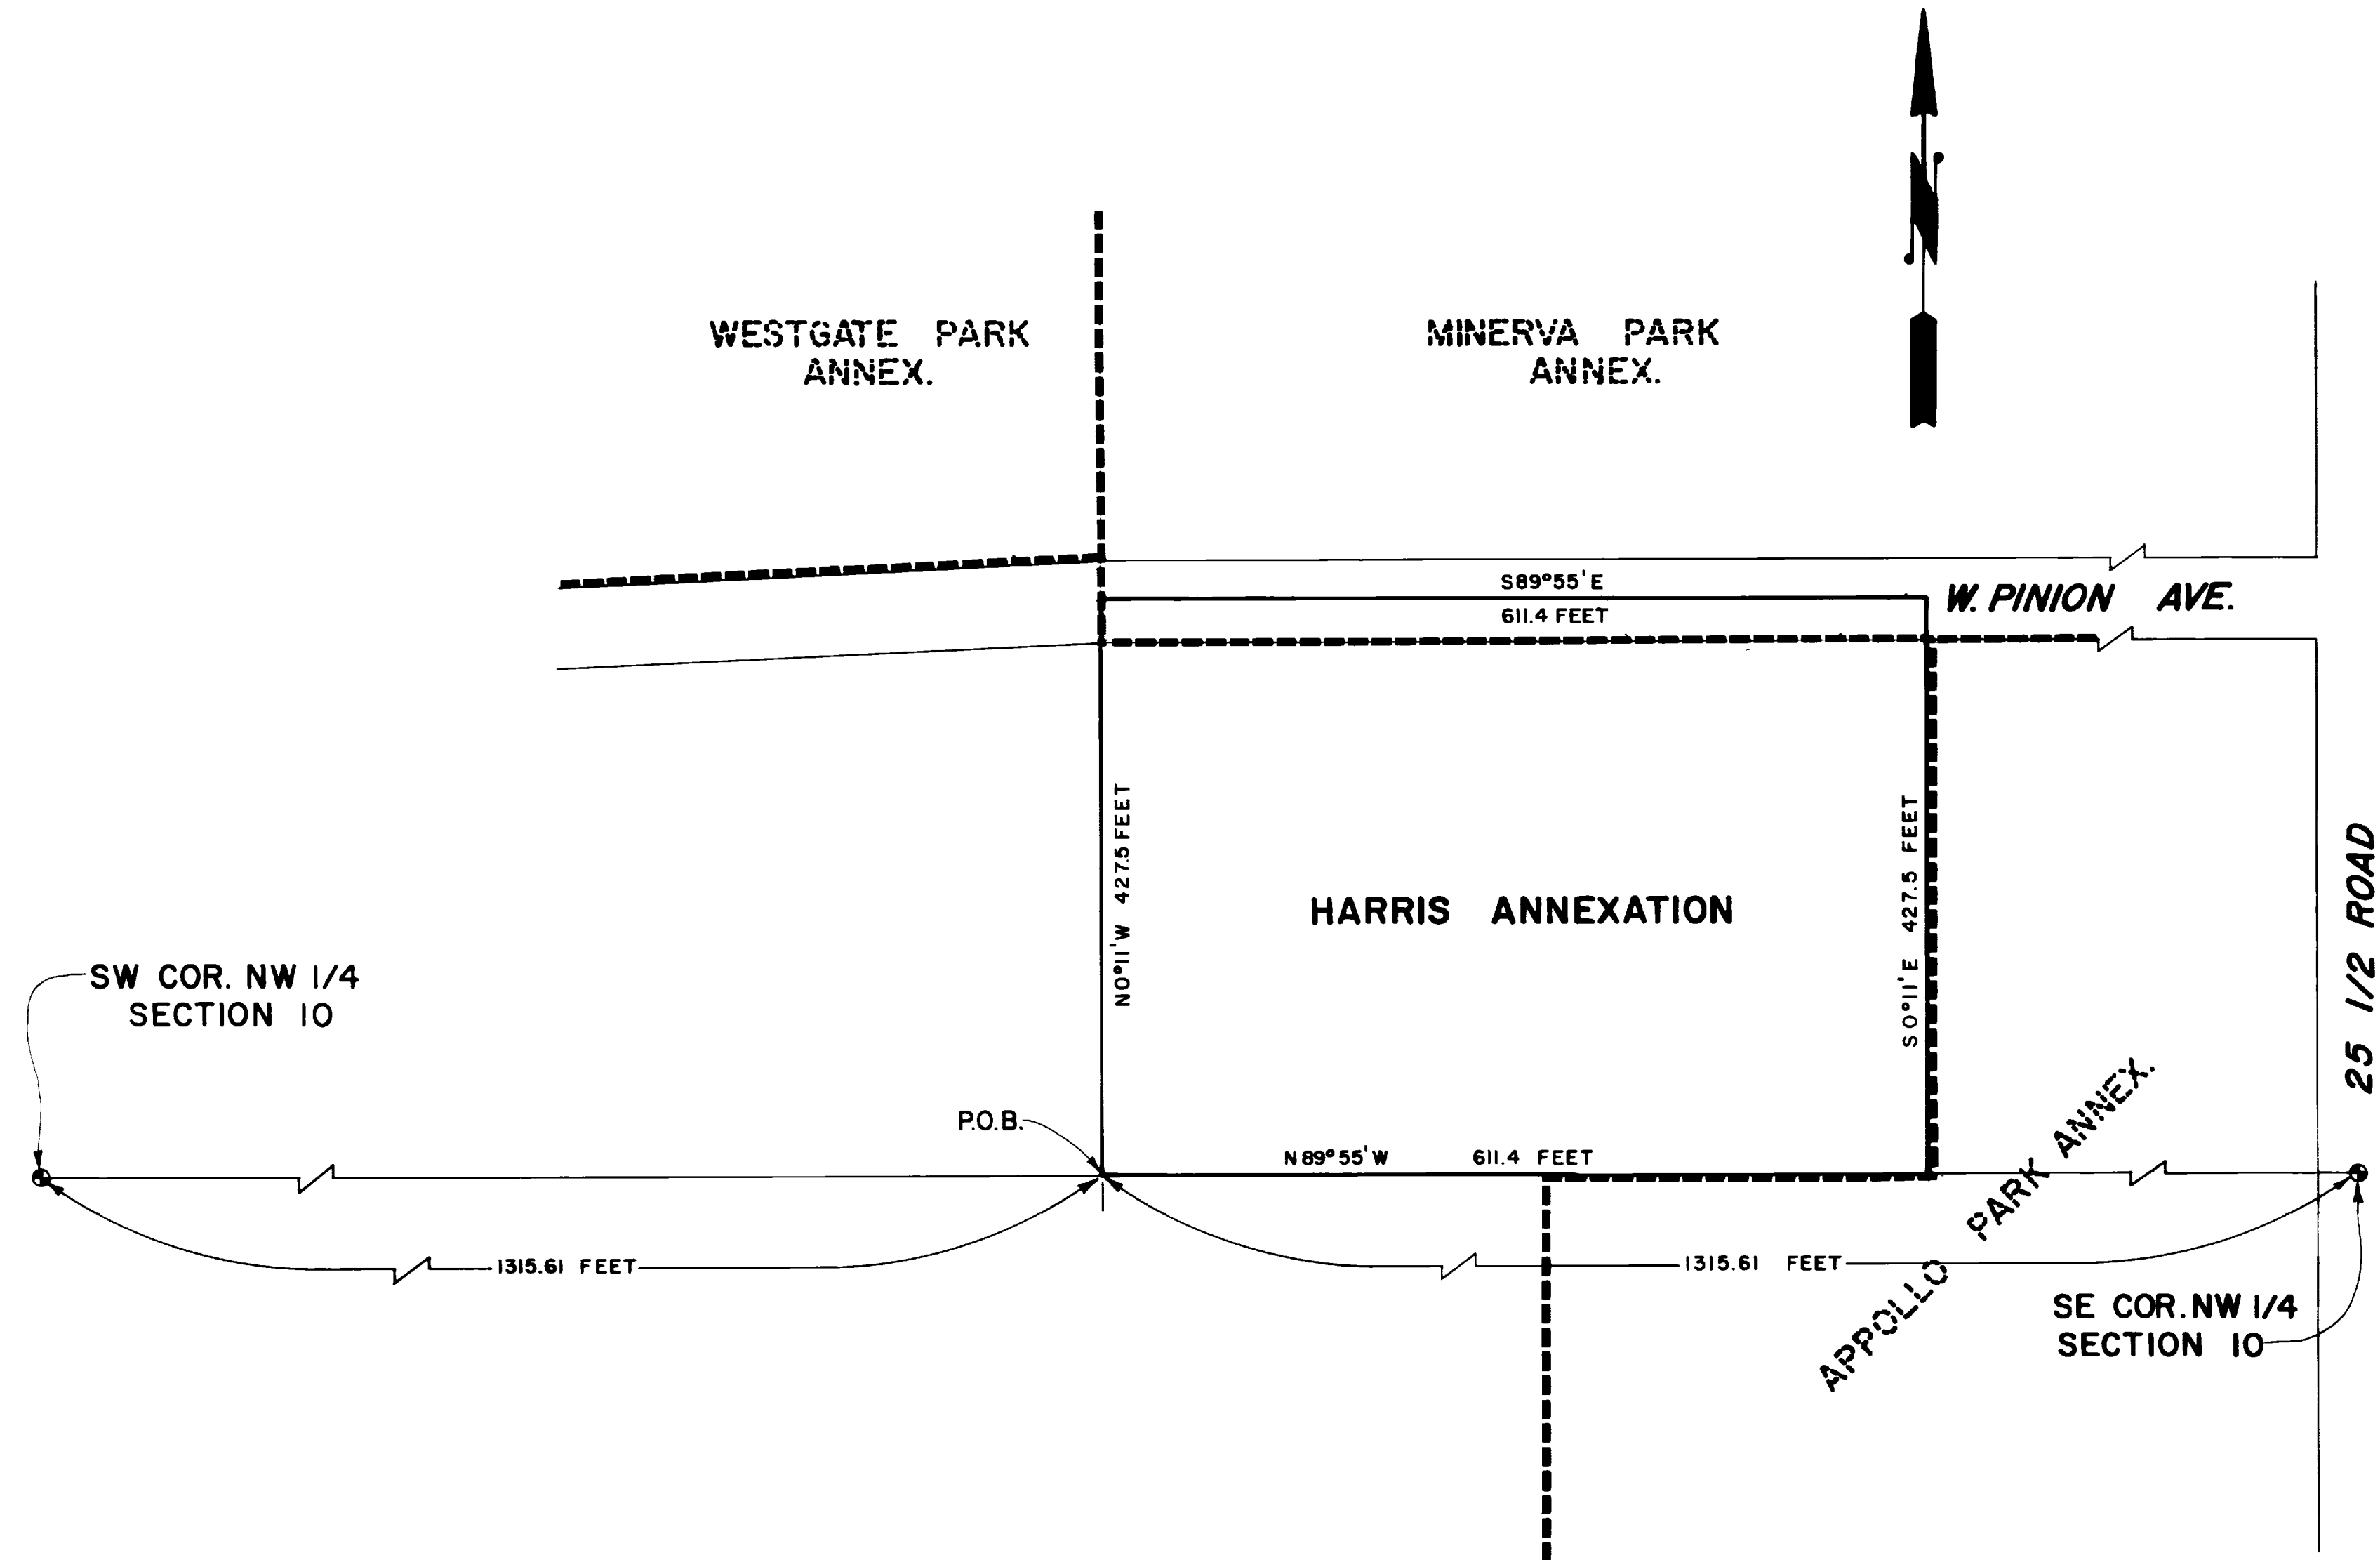 N
WESTGATE PARK
ANNEX.
MINERVA PARK
ANNEX.
S89°55'E
611.4 FEET
W. PINION AVE.
N0°11'W 427.5 FEET
S0°11'E 427.5 FEET
HARRIS ANNEXATION
25 1/2 ROAD
SW COR. NW 1/4
SECTION 10
P.O.B.
N89°55'W 611.4 FEET
APPOLLO PARK ANNEX.
1315.61 FEET
1315.61 FEET
SE COR. NW 1/4
SECTION 10